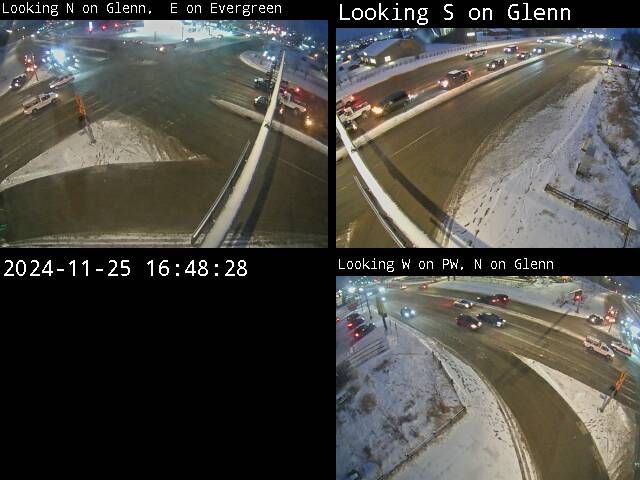 Looking N on Glenn, E on Evergreen
Looking S on Glenn
2024-11-25 16:48:28
Looking W on PW, N on Glenn